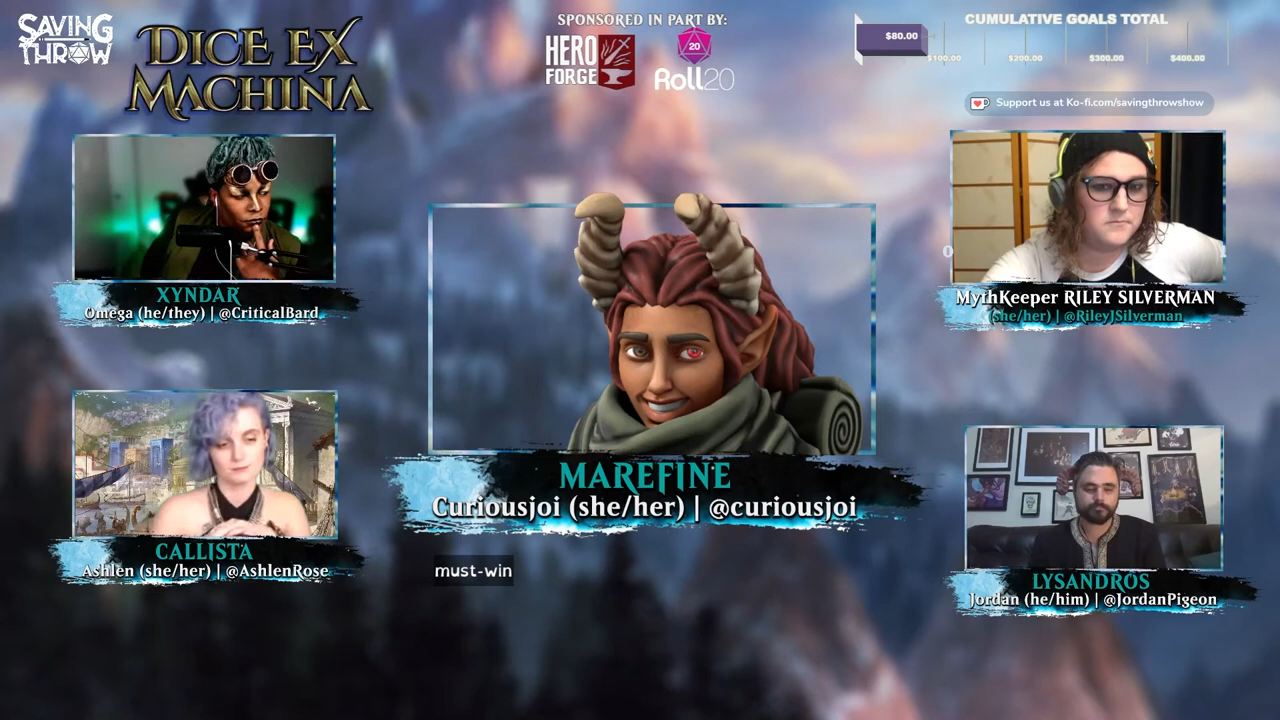 SAVING
THROW
DICE EX
MACHINA
SPONSORED IN PART BY:
HERO
FORGE
20
Roll20
CUMULATIVE GOALS TOTAL
$80.00
$100.00
$200.00
$300.00
$400.00
Support us at Ko-fi.com/savingthrowshow
XYNDAR
Omega (he/they) | @CriticalBard
MythKeeper RILEY SILVERMAN
(she/her) | @RileyJSilverman
MAREFINE
Curiousjoi (she/her) | @curiousjoi
CALLISTA
Ashlen (she/her) | @AshlenRose
LYSANDROS
Jordan (he/him) | @JordanPigeon
must-win